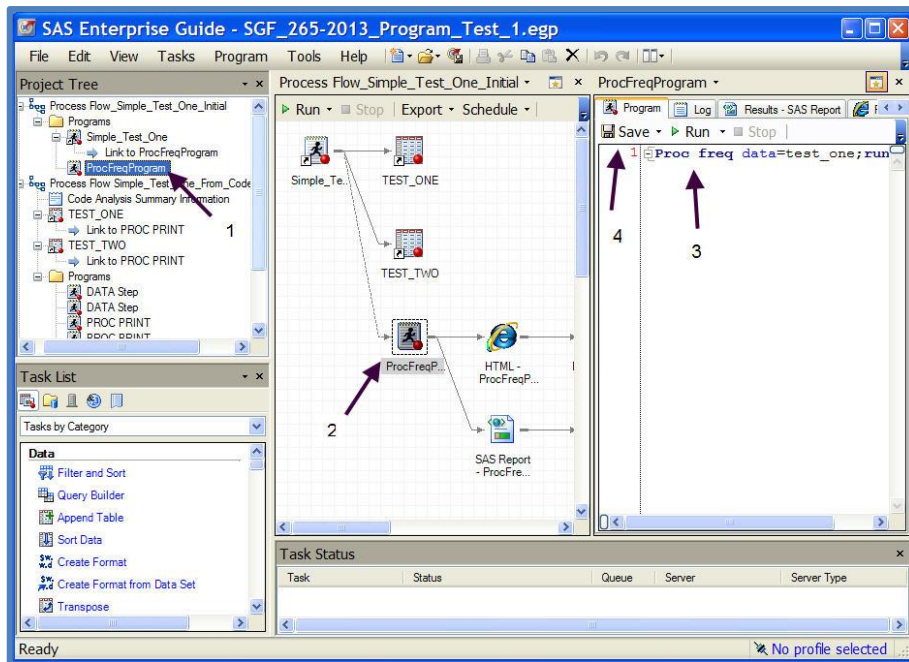 SAS Enterprise Guide - SGF_265-2013_Program_Test_1.egp
File Edit View Tasks Program Tools Help
Project Tree
Process Flow_Simple_Test_One_Initial
Programs
Simple_Test_One
Link to ProcFreqProgram
ProcFreqProgram
Process Flow Simple_Test_One_From_Code
Code Analysis Summary Information
TEST_ONE
Link to PROC PRINT
TEST_TWO
Link to PROC PRINT
Programs
DATA Step
DATA Step
PROC PRINT
PROC PRINT
1
Task List
Tasks by Category
Data
Filter and Sort
Query Builder
Append Table
Sort Data
Create Format
Create Format from Data Set
Transpose
Process Flow_Simple_Test_One_Initial
Run Stop Export Schedule
Simple_Te...
TEST_ONE
TEST_TWO
ProcFreqP...
HTML -
ProcFreqP...
SAS Report
- ProcFre...
2
ProcFreqProgram
Program Log Results - SAS Report
Save Run Stop
1 Proc freq data=test_one;run
4
3
Task Status
Task Status Queue Server Server Type
Ready
No profile selected